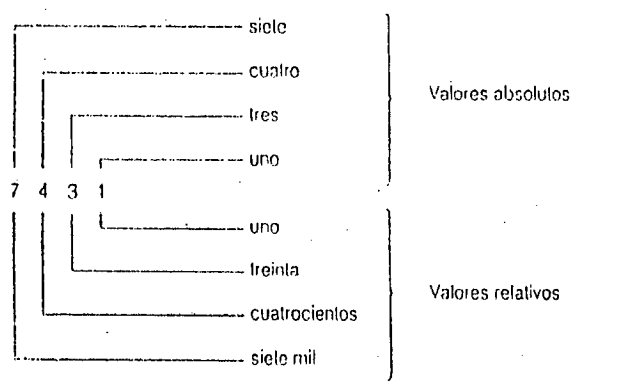 siete
cuatro
Valores absolutos
tres
uno
7 4 3 1
uno
treinta
Valores relativos
cuatrocientos
siete mil